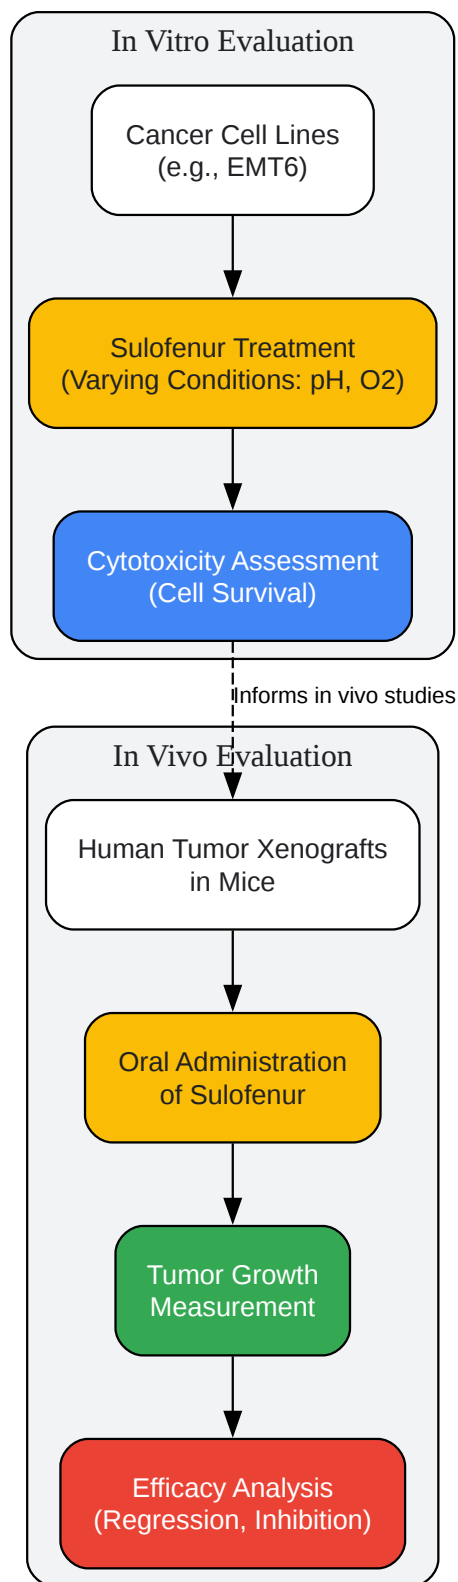 In Vitro Evaluation
Cancer Cell Lines
(e.g., EMT6)
Sulofenur Treatment
(Varying Conditions: pH, O2)
Cytotoxicity Assessment
(Cell Survival)
Informs in vivo studies
In Vivo Evaluation
Human Tumor Xenografts
in Mice
Oral Administration
of Sulofenur
Tumor Growth
Measurement
Efficacy Analysis
(Regression, Inhibition)